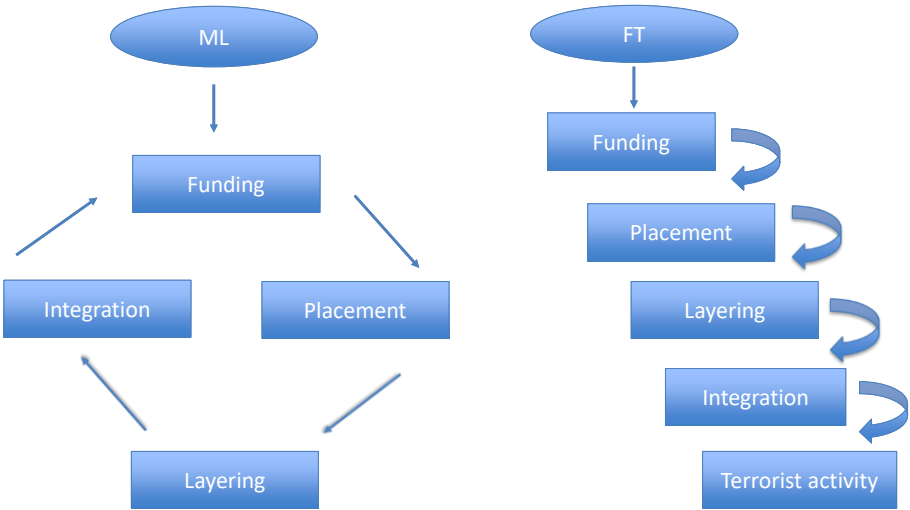 ML
Funding
Integration
Placement
Layering
FT
Funding
Placement
Layering
Integration
Terrorist activity